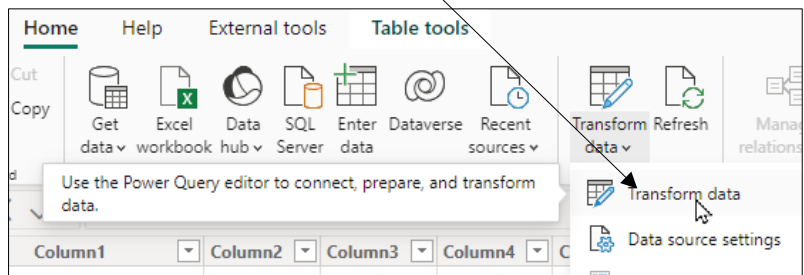 Home Help External tools Table tools
Cut
Copy
Get data
Excel workbook
Data hub
SQL Server
Enter data
Dataverse
Recent sources
Transform data
Refresh
Use the Power Query editor to connect, prepare, and transform
data.
Transform data
Data source settings
Column1 Column2 Column3 Column4 C